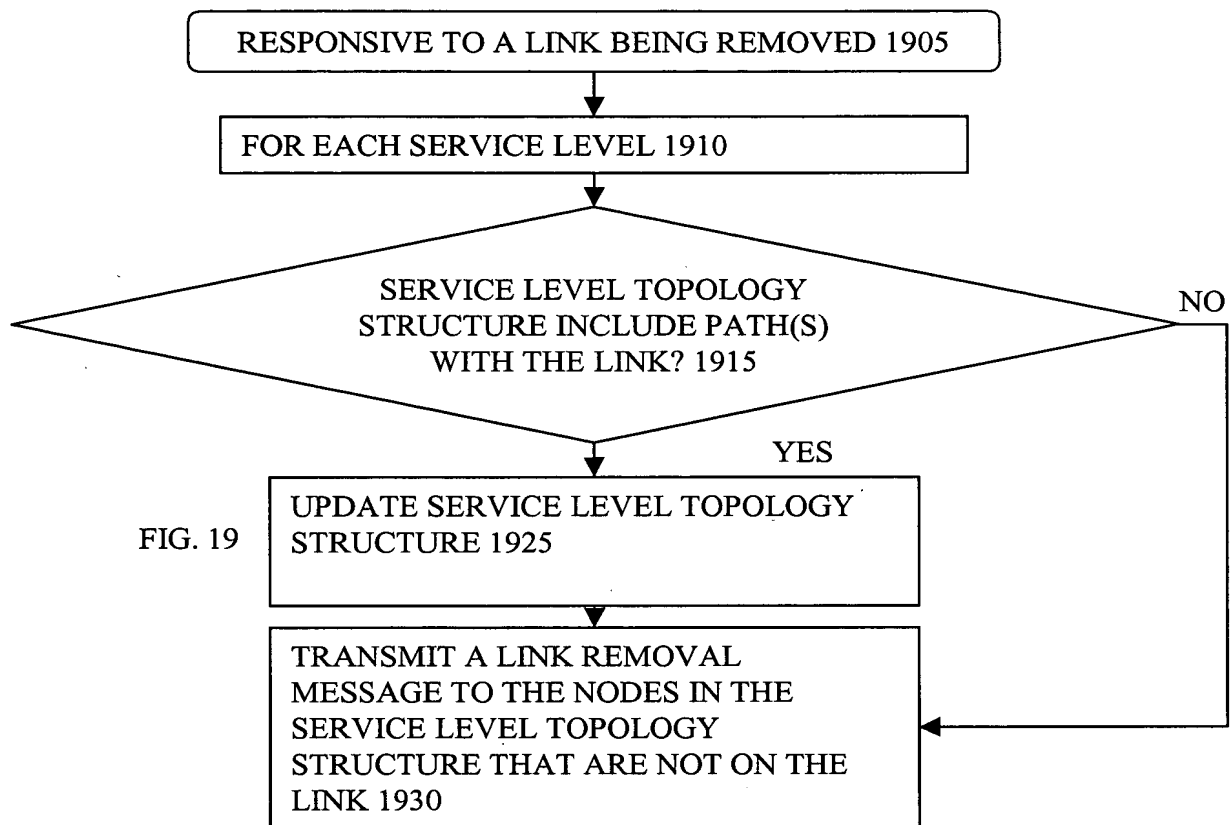 RESPONSIVE TO A LINK BEING REMOVED 1905
FOR EACH SERVICE LEVEL 1910
SERVICE LEVEL TOPOLOGY
STRUCTURE INCLUDE PATH(S)
WITH THE LINK? 1915
NO
YES
UPDATE SERVICE LEVEL TOPOLOGY
STRUCTURE 1925
FIG. 19
TRANSMIT A LINK REMOVAL
MESSAGE TO THE NODES IN THE
SERVICE LEVEL TOPOLOGY
STRUCTURE THAT ARE NOT ON THE
LINK 1930